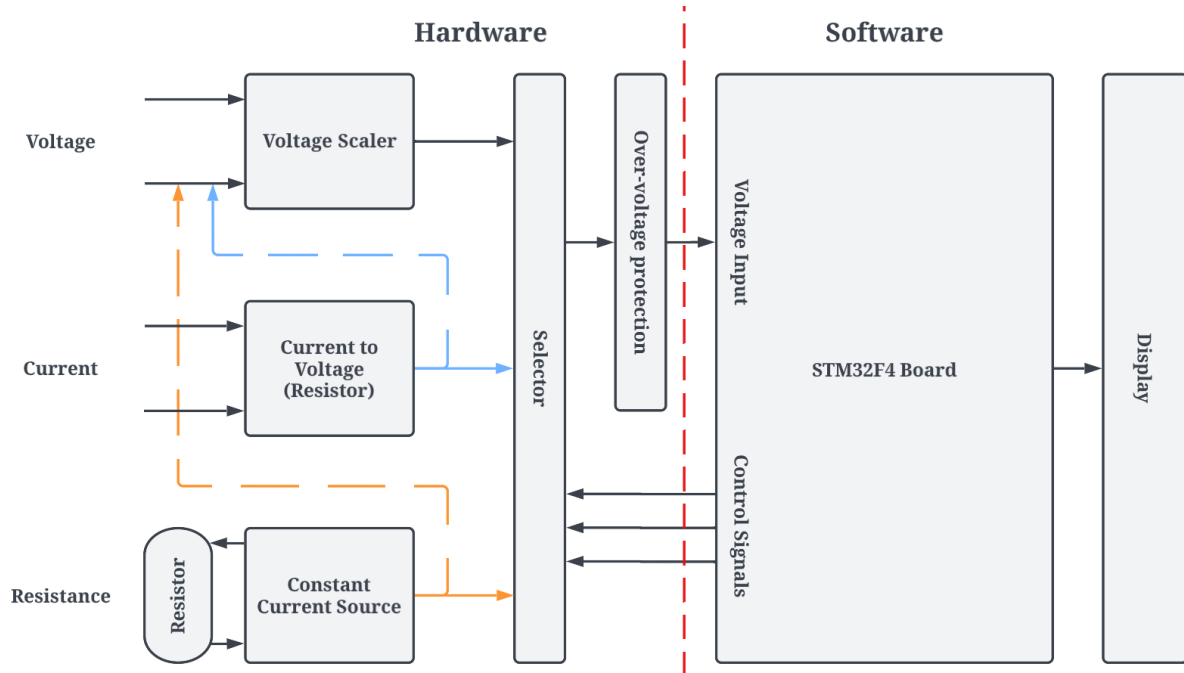 Hardware
Software
Voltage
Voltage Scaler
Over-voltage protection
Voltage Input
Current
Current to
Voltage
(Resistor)
Selector
STM32F4 Board
Display
Control Signals
Resistance
Resistor
Constant
Current Source